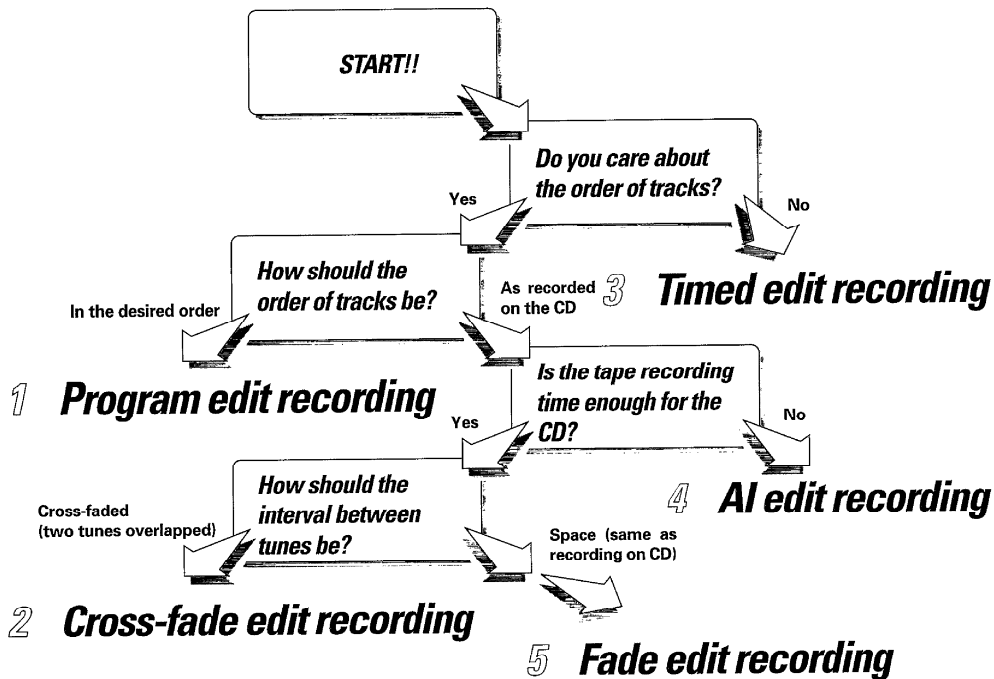 START!!
Do you care about
the order of tracks?
Yes
No
How should the
order of tracks be?
In the desired order
As recorded
on the CD
3 Timed edit recording
1 Program edit recording
Is the tape recording
time enough for the
CD?
Yes
No
4 AI edit recording
How should the
interval between
tunes be?
Cross-faded
(two tunes overlapped)
Space (same as
recording on CD)
2 Cross-fade edit recording
5 Fade edit recording